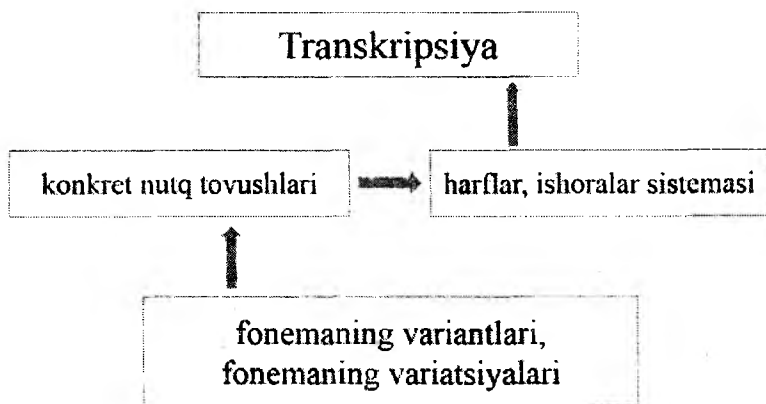 Transkripsiya
konkret nutq tovushlari
harflar, ishoralar sistemasi
fonemaning variantlari,
fonemaning variatsiyalari